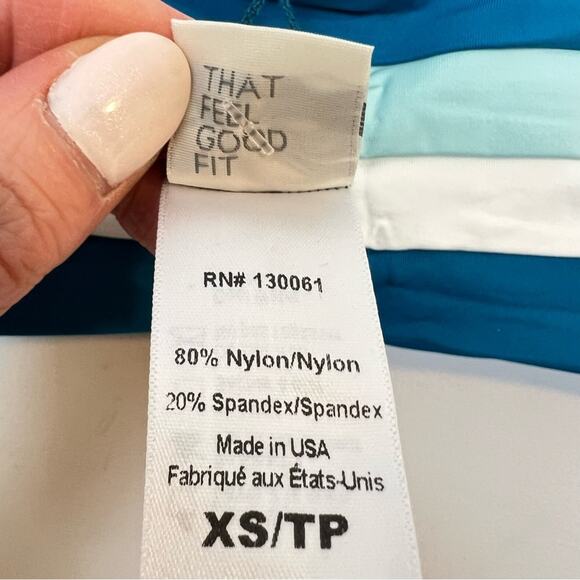 THAT
FEEL
GOOD
FIT
RN# 130061
80% Nylon/Nylon
20% Spandex/Spandex
Made in USA
Fabriqué aux États-Unis
XS/TP